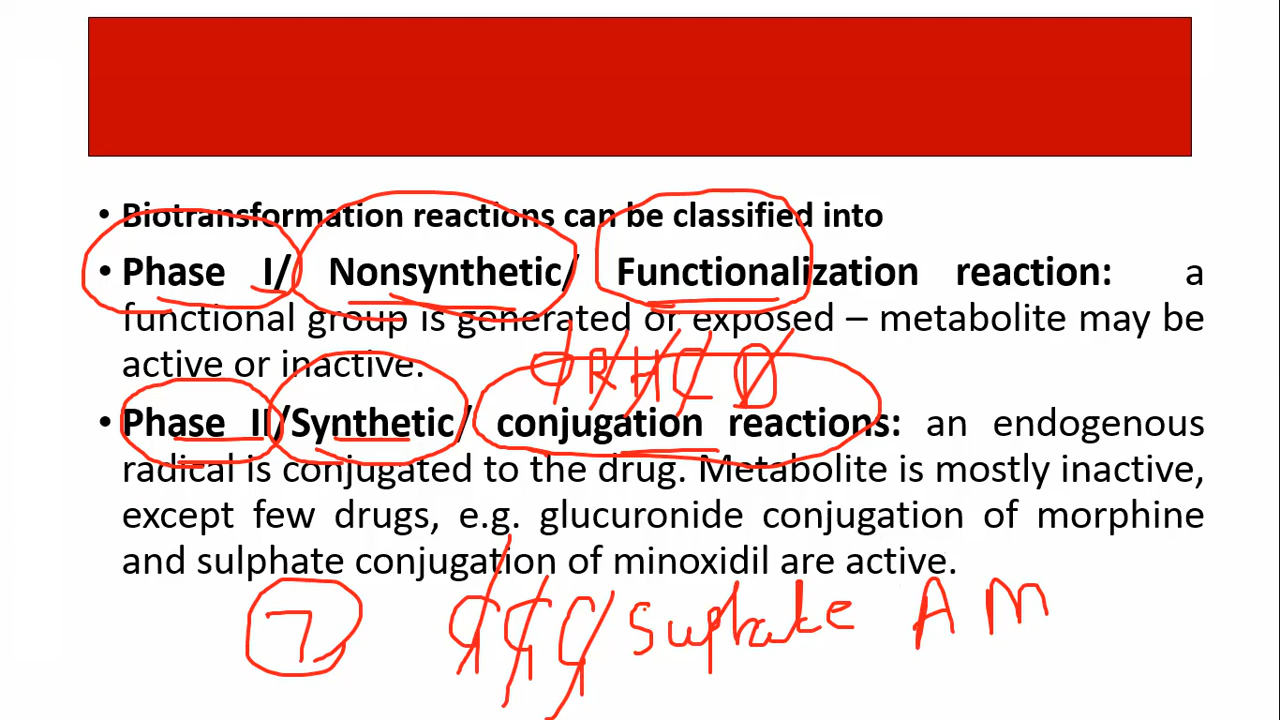 • Biotransformation reactions can be classified into
• Phase I/ Nonsynthetic/ Functionalization reaction: a
functional group is generated or exposed – metabolite may be
active or inactive.
O R H C D
• Phase II/Synthetic/ conjugation reactions: an endogenous
radical is conjugated to the drug. Metabolite is mostly inactive,
except few drugs, e.g. glucuronide conjugation of morphine
and sulphate conjugation of minoxidil are active.
7 G G G A M